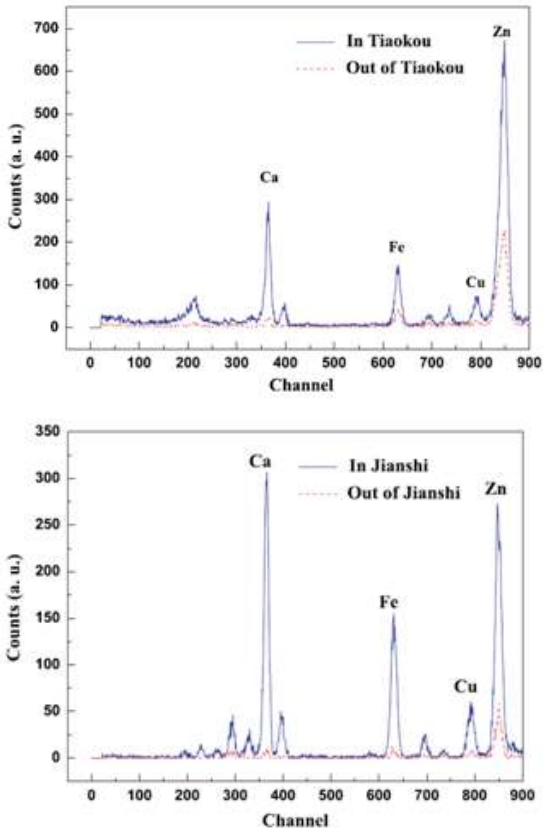 700
600
500
400
300
200
100
0
Counts (a. u.)
In Tiaokou
Out of Tiaokou
Zn
Ca
Fe
Cu
0 100 200 300 400 500 600 700 800 900
Channel
350
300
250
200
150
100
50
0
Counts (a. u.)
In Jianshi
Out of Jianshi
Ca
Zn
Fe
Cu
0 100 200 300 400 500 600 700 800 900
Channel